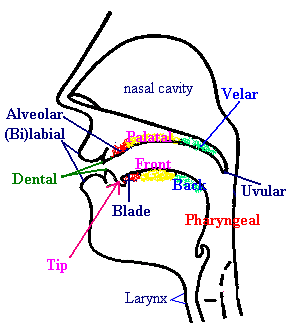 nasal cavity
Velar
Alveolar
(Bi)labial
Palatal
Front
Dental
Back
Uvular
Blade
Pharyngeal
Tip
Larynx